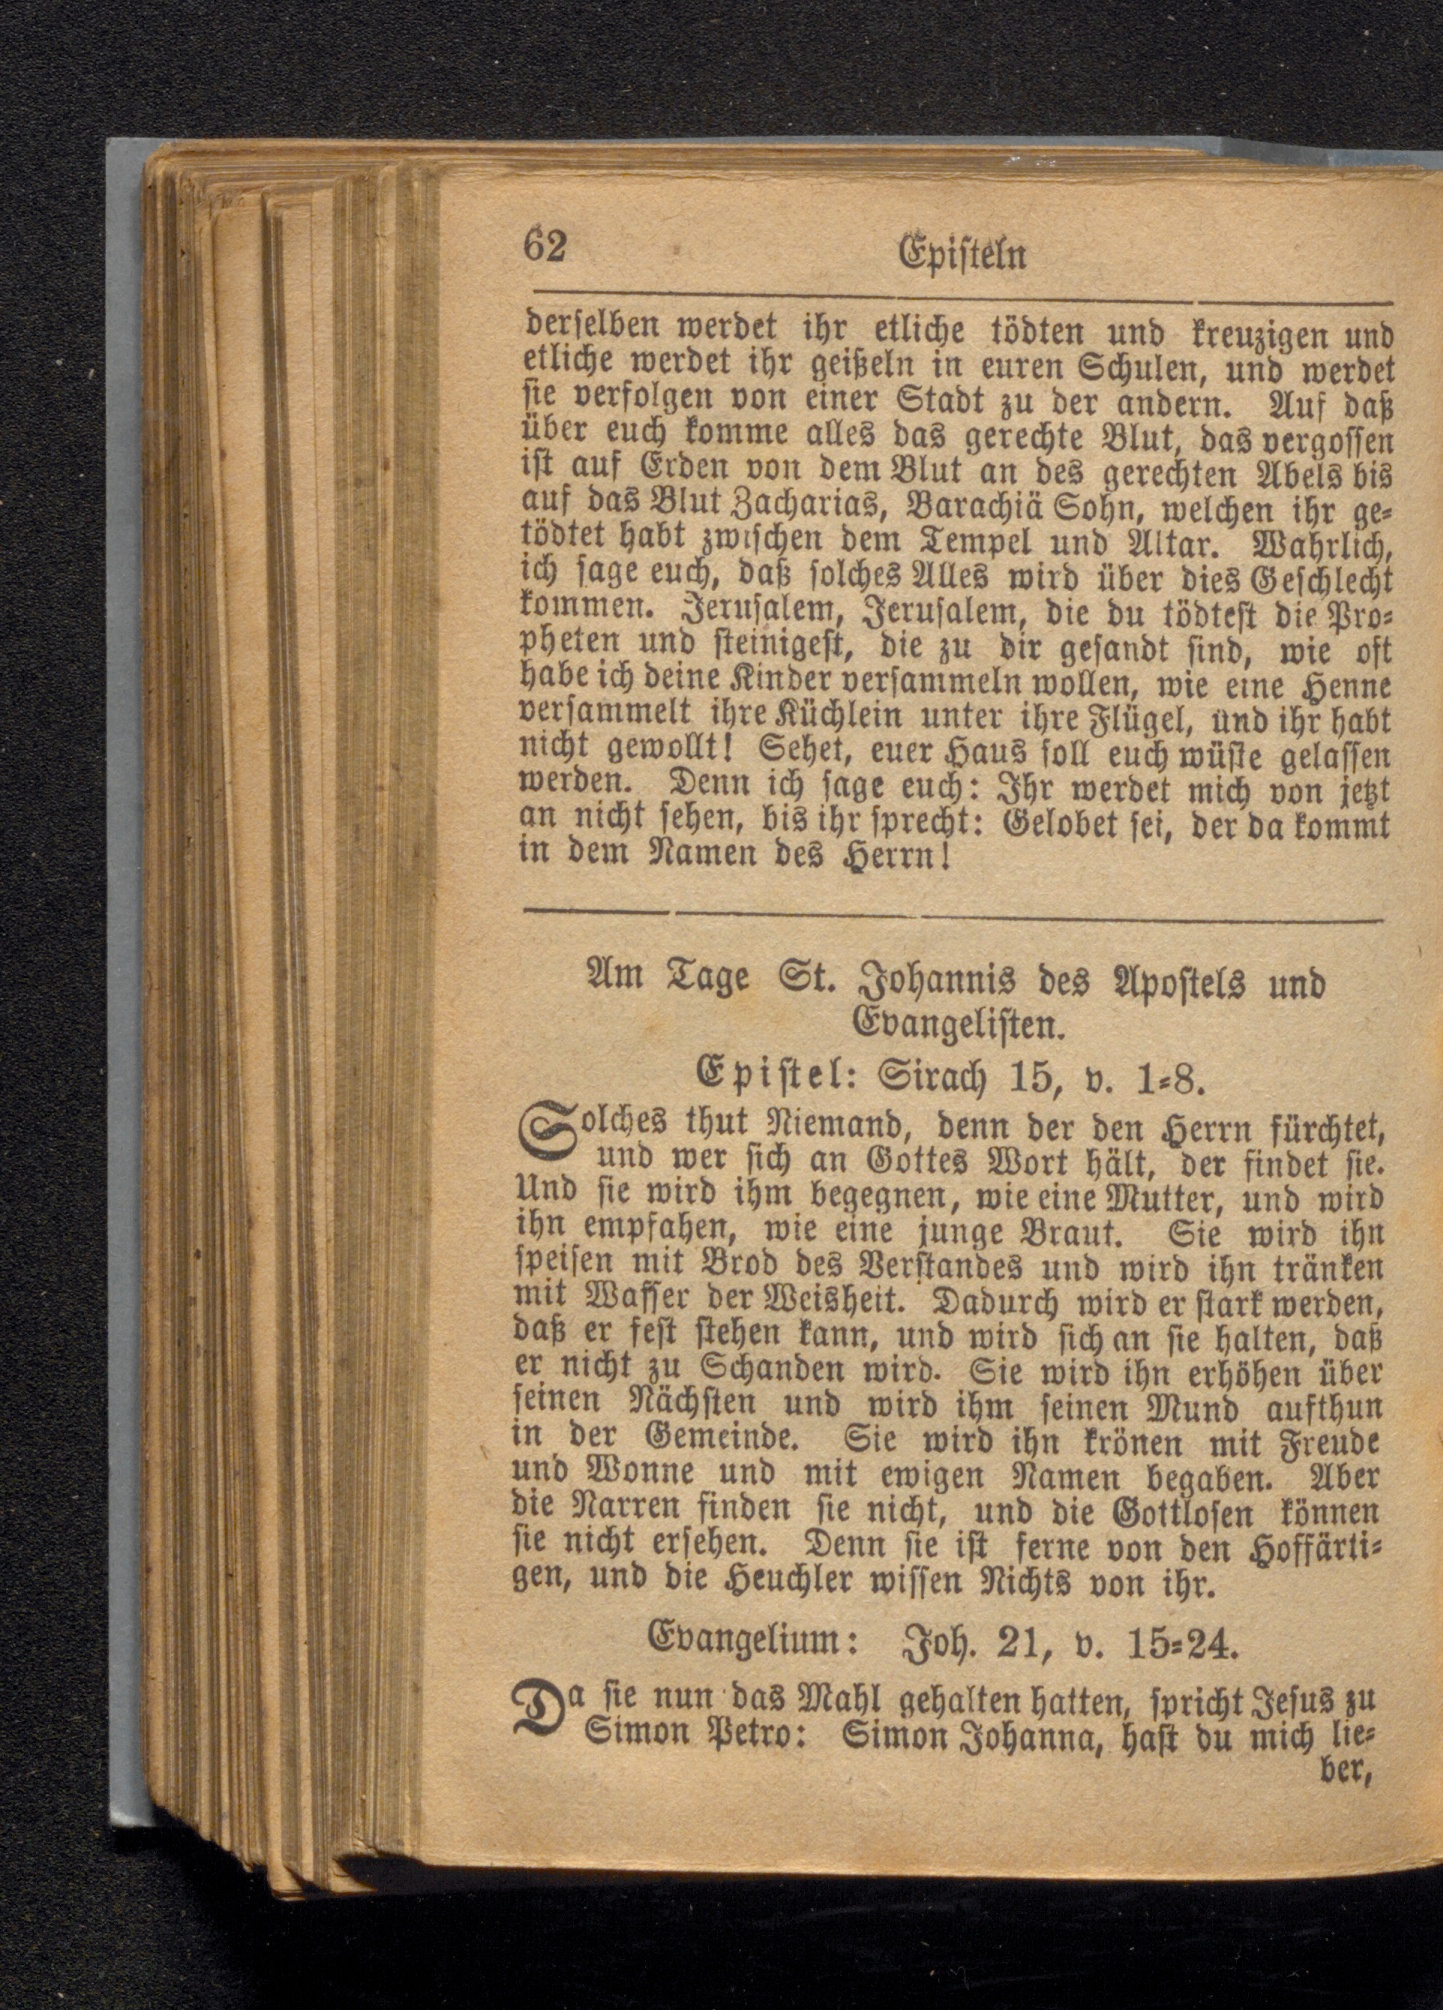 62
Episteln
derselben werdet ihr etliche tödten und kreuzigen und
etliche werdet ihr geißeln in euren Schulen, und werdet
sie verfolgen von einer Stadt zu der andern. Auf daß
über euch komme alles das gerechte Blut, das vergossen
ist auf Erden von dem Blut an des gerechten Abels bis
auf das Blut Zacharias, Barachiä Sohn, welchen ihr ge-
tödtet habt zwischen dem Tempel und Altar. Wahrlich,
ich sage euch, daß solches Alles wird über dies Geschlecht
kommen. Jerusalem, Jerusalem, die du tödtest die Pro-
pheten und steinigest, die zu dir gesandt sind, wie oft
habe ich deine Kinder versammeln wollen, wie eine Henne
versammelt ihre Küchlein unter ihre Flügel, und ihr habt
nicht gewollt! Sehet, euer Haus soll euch wüste gelassen
werden. Denn ich sage euch: Ihr werdet mich von jetzt
an nicht sehen, bis ihr sprecht: Gelobet sei, der da kommt
in dem Namen des Herrn!
Am Tage St. Johannis des Apostels und
Evangelisten.
Epistel: Sirach 15, v. 1-8.
Solches thut Niemand, denn der den Herrn fürchtet,
und wer sich an Gottes Wort hält, der findet sie.
Und sie wird ihm begegnen, wie eine Mutter, und wird
ihn empfahen, wie eine junge Braut. Sie wird ihn
speisen mit Brod des Verstandes und wird ihn tränken
mit Wasser der Weisheit. Dadurch wird er stark werden,
daß er fest stehen kann, und wird sich an sie halten, daß
er nicht zu Schanden wird. Sie wird ihn erhöhen über
seinen Nächsten und wird ihm seinen Mund aufthun
in der Gemeinde. Sie wird ihn krönen mit Freude
und Wonne und mit ewigen Namen begaben. Aber
die Narren finden sie nicht, und die Gottlosen können
sie nicht ersehen. Denn sie ist ferne von den Hoffärti-
gen, und die Heuchler wissen Nichts von ihr.
Evangelium: Joh. 21, v. 15-24.
Da sie nun das Mahl gehalten hatten, spricht Jesus zu
Simon Petro: Simon Johanna, hast du mich lie-
ber,